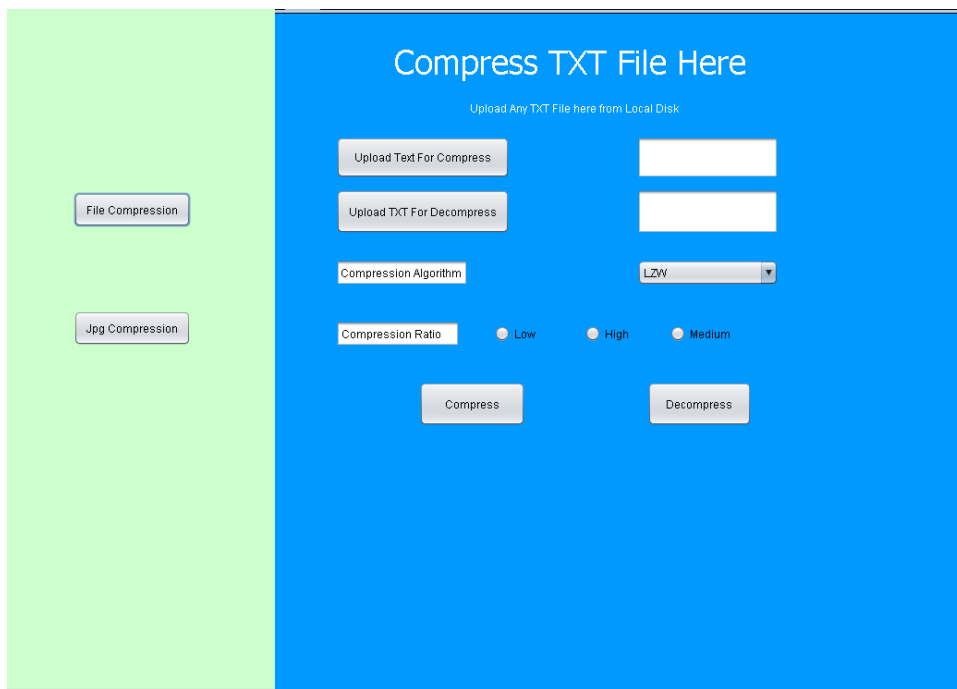 File Compression
Jpg Compression
Compress TXT File Here
Upload Any TXT File here from Local Disk
Upload Text For Compress
Upload TXT For Decompress
Compression Algorithm LZW
Compression Ratio Low High Medium
Compress Decompress